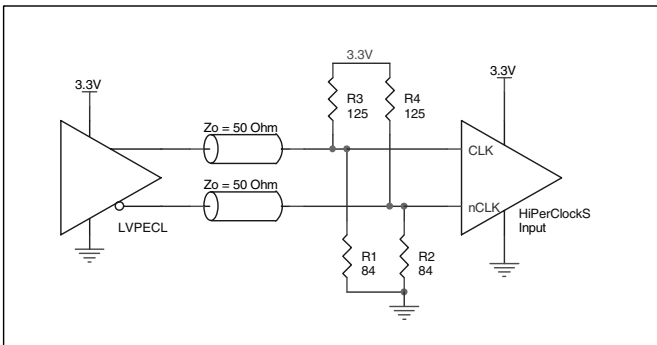 3.3V
3.3V
3.3V
R3
125
R4
125
Zo = 50 Ohm
CLK
Zo = 50 Ohm
nCLK
HiPerClockS
Input
LVPECL
R1
84
R2
84